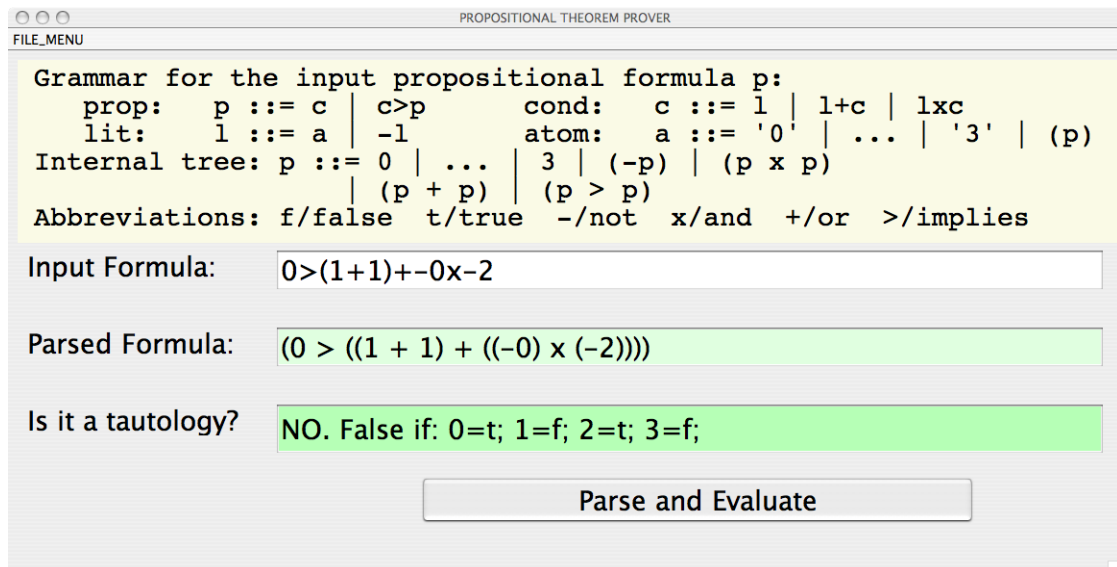 PROPOSITIONAL THEOREM PROVER
FILE_MENU
Grammar for the input propositional formula p:
prop: p ::= c | c>p cond: c ::= l | l+c | lxc
lit: l ::= a | -l atom: a ::= '0' | ... | '3' | (p)
Internal tree: p ::= 0 | ... | 3 | (-p) | (p x p)
| (p + p) | (p > p)
Abbreviations: f/false t/true -/not x/and +/or >/implies
Input Formula: 0>(1+1)+-0x-2
Parsed Formula: (0 > ((1 + 1) + ((-0) x (-2))))
Is it a tautology? NO. False if: 0=t; 1=f; 2=t; 3=f;
Parse and Evaluate